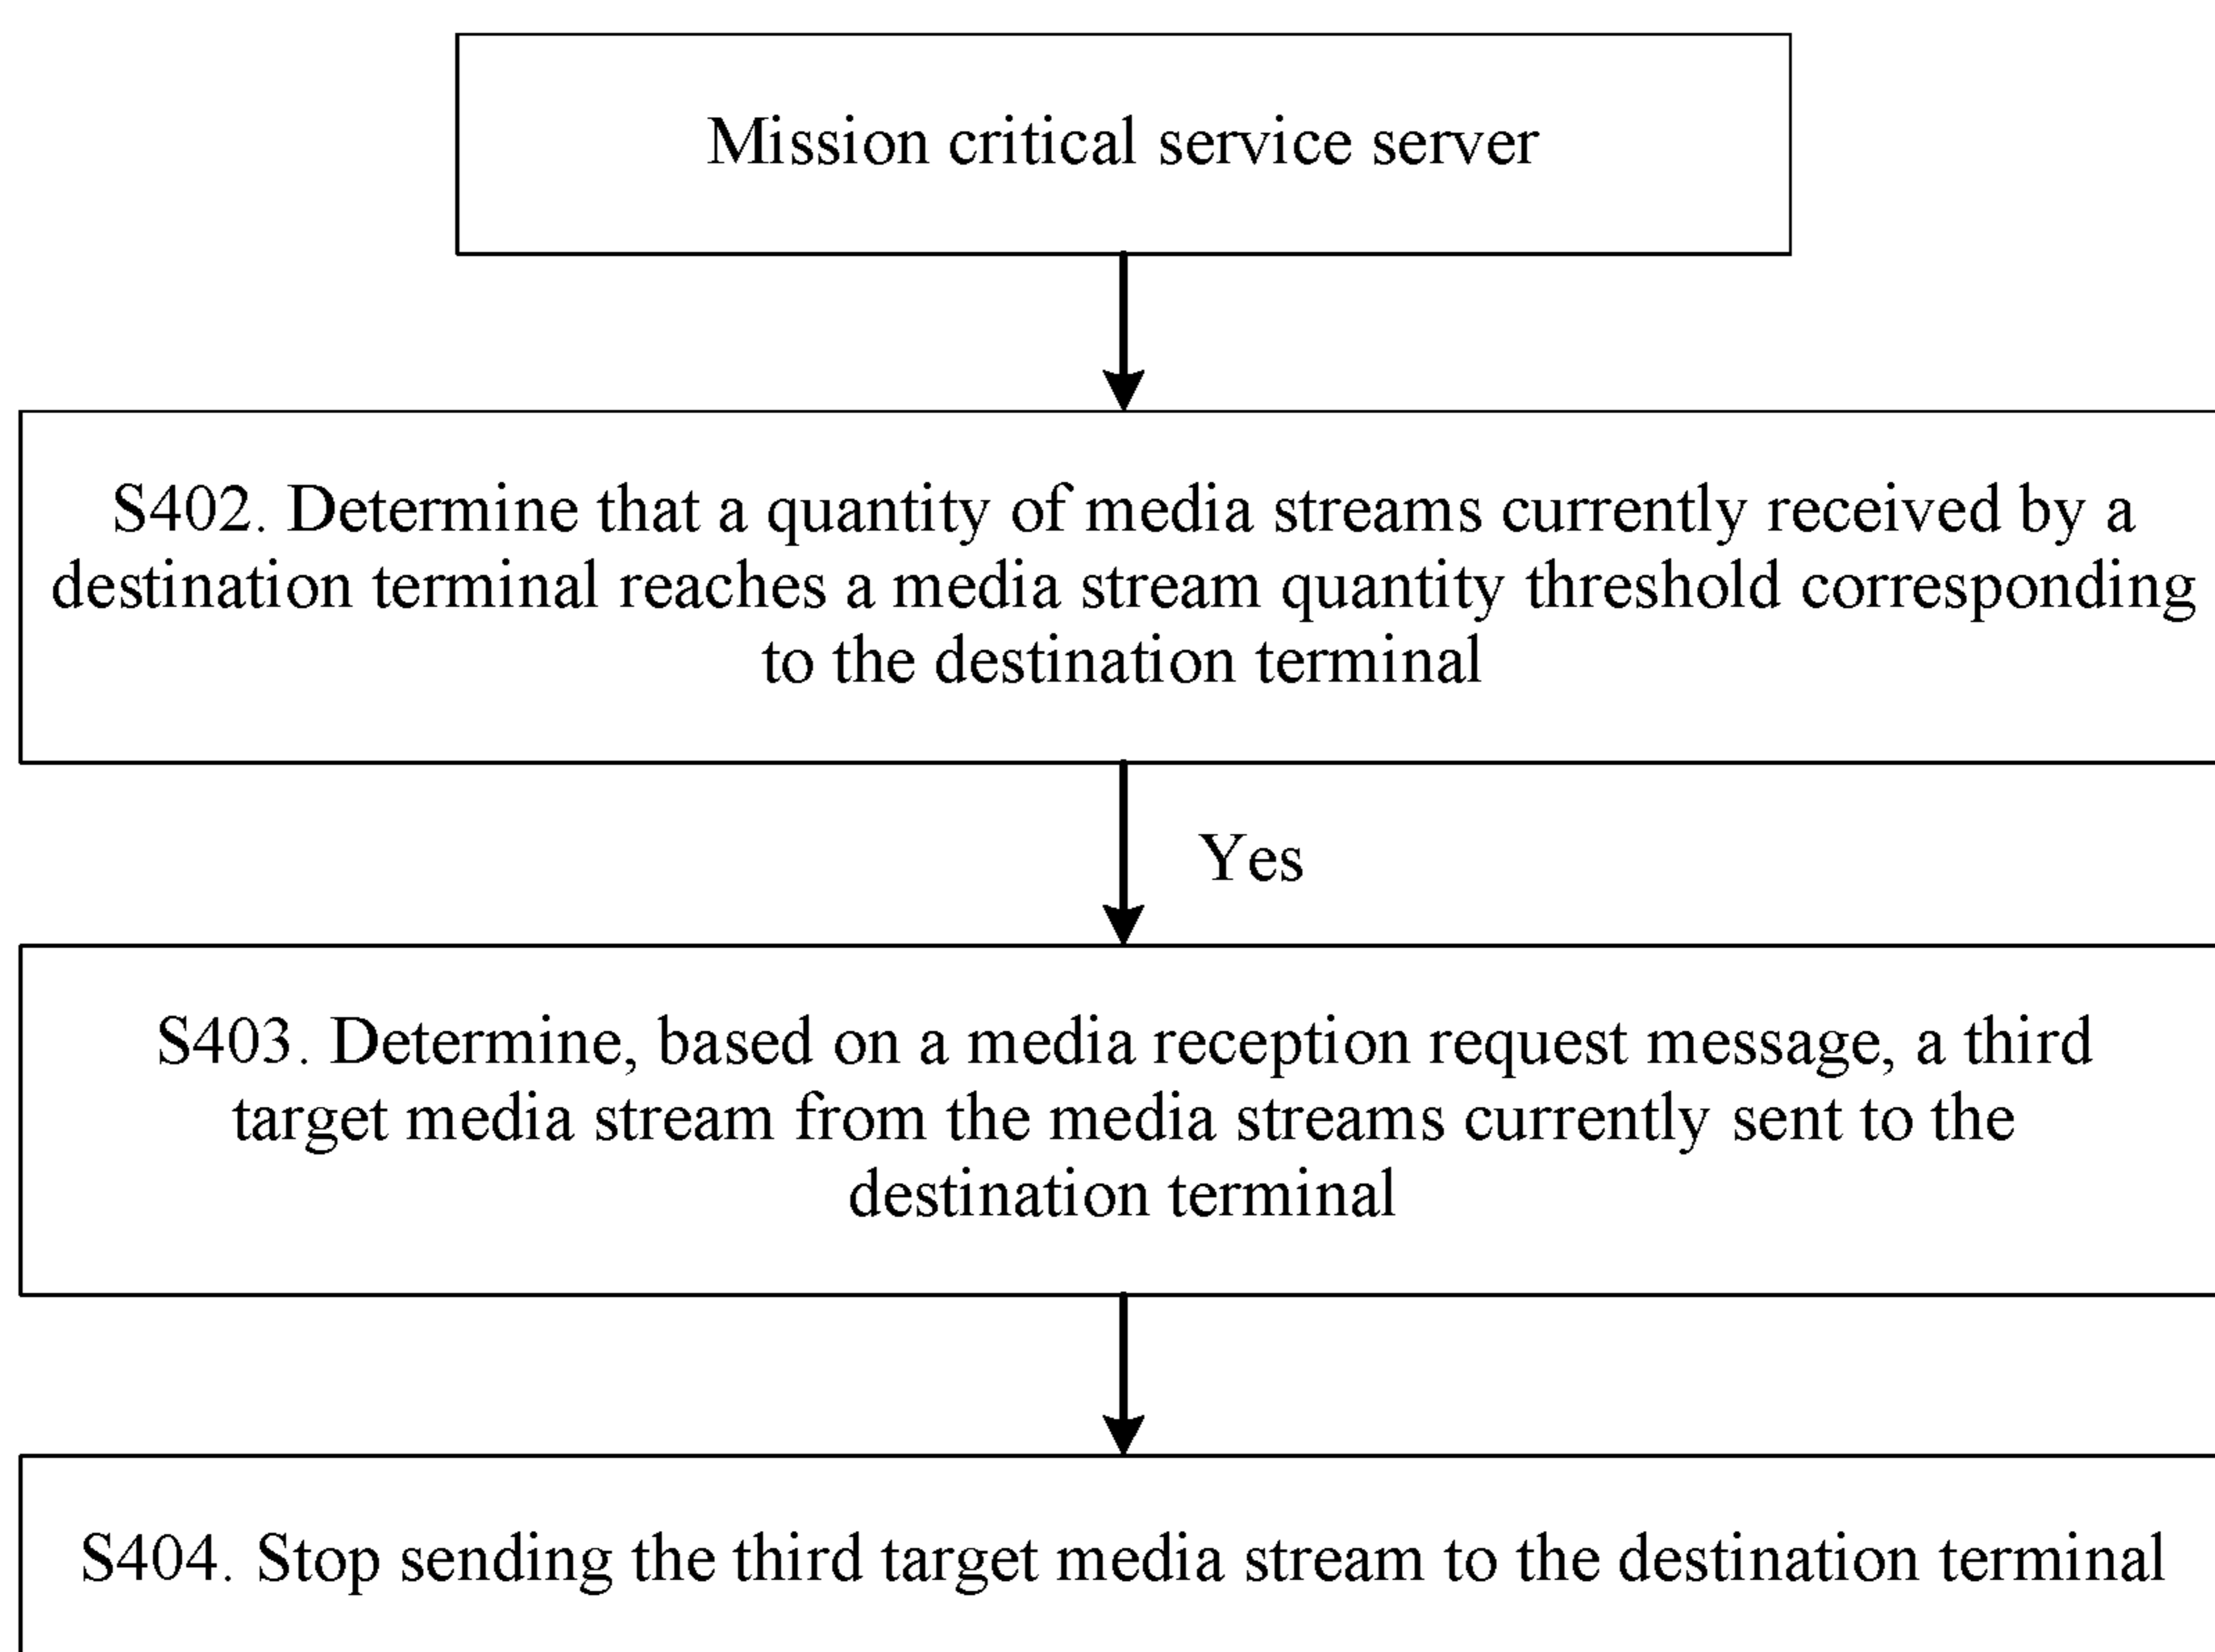 Mission critical service server
S402. Determine that a quantity of media streams currently received by a
destination terminal reaches a media stream quantity threshold corresponding
to the destination terminal
Yes
S403. Determine, based on a media reception request message, a third
target media stream from the media streams currently sent to the
destination terminal
S404. Stop sending the third target media stream to the destination terminal